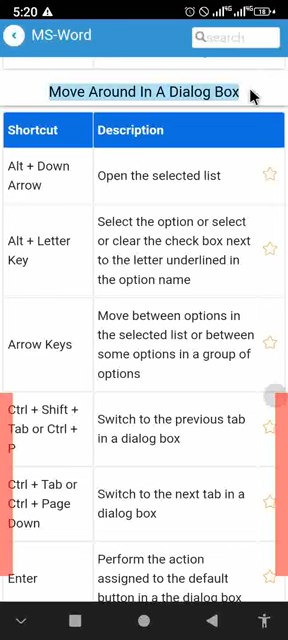 5:20
4G
4G
18
MS-Word
search
Move Around In A Dialog Box
Shortcut
Description
Alt + Down
Arrow
Open the selected list
Alt + Letter
Key
Select the option or select
or clear the check box next
to the letter underlined in
the option name
Arrow Keys
Move between options in
the selected list or between
some options in a group of
options
Ctrl + Shift +
Tab or Ctrl +
P
Switch to the previous tab
in a dialog box
Ctrl + Tab or
Ctrl + Page
Down
Switch to the next tab in a
dialog box
Enter
Perform the action
assigned to the default
button in a the dialog box